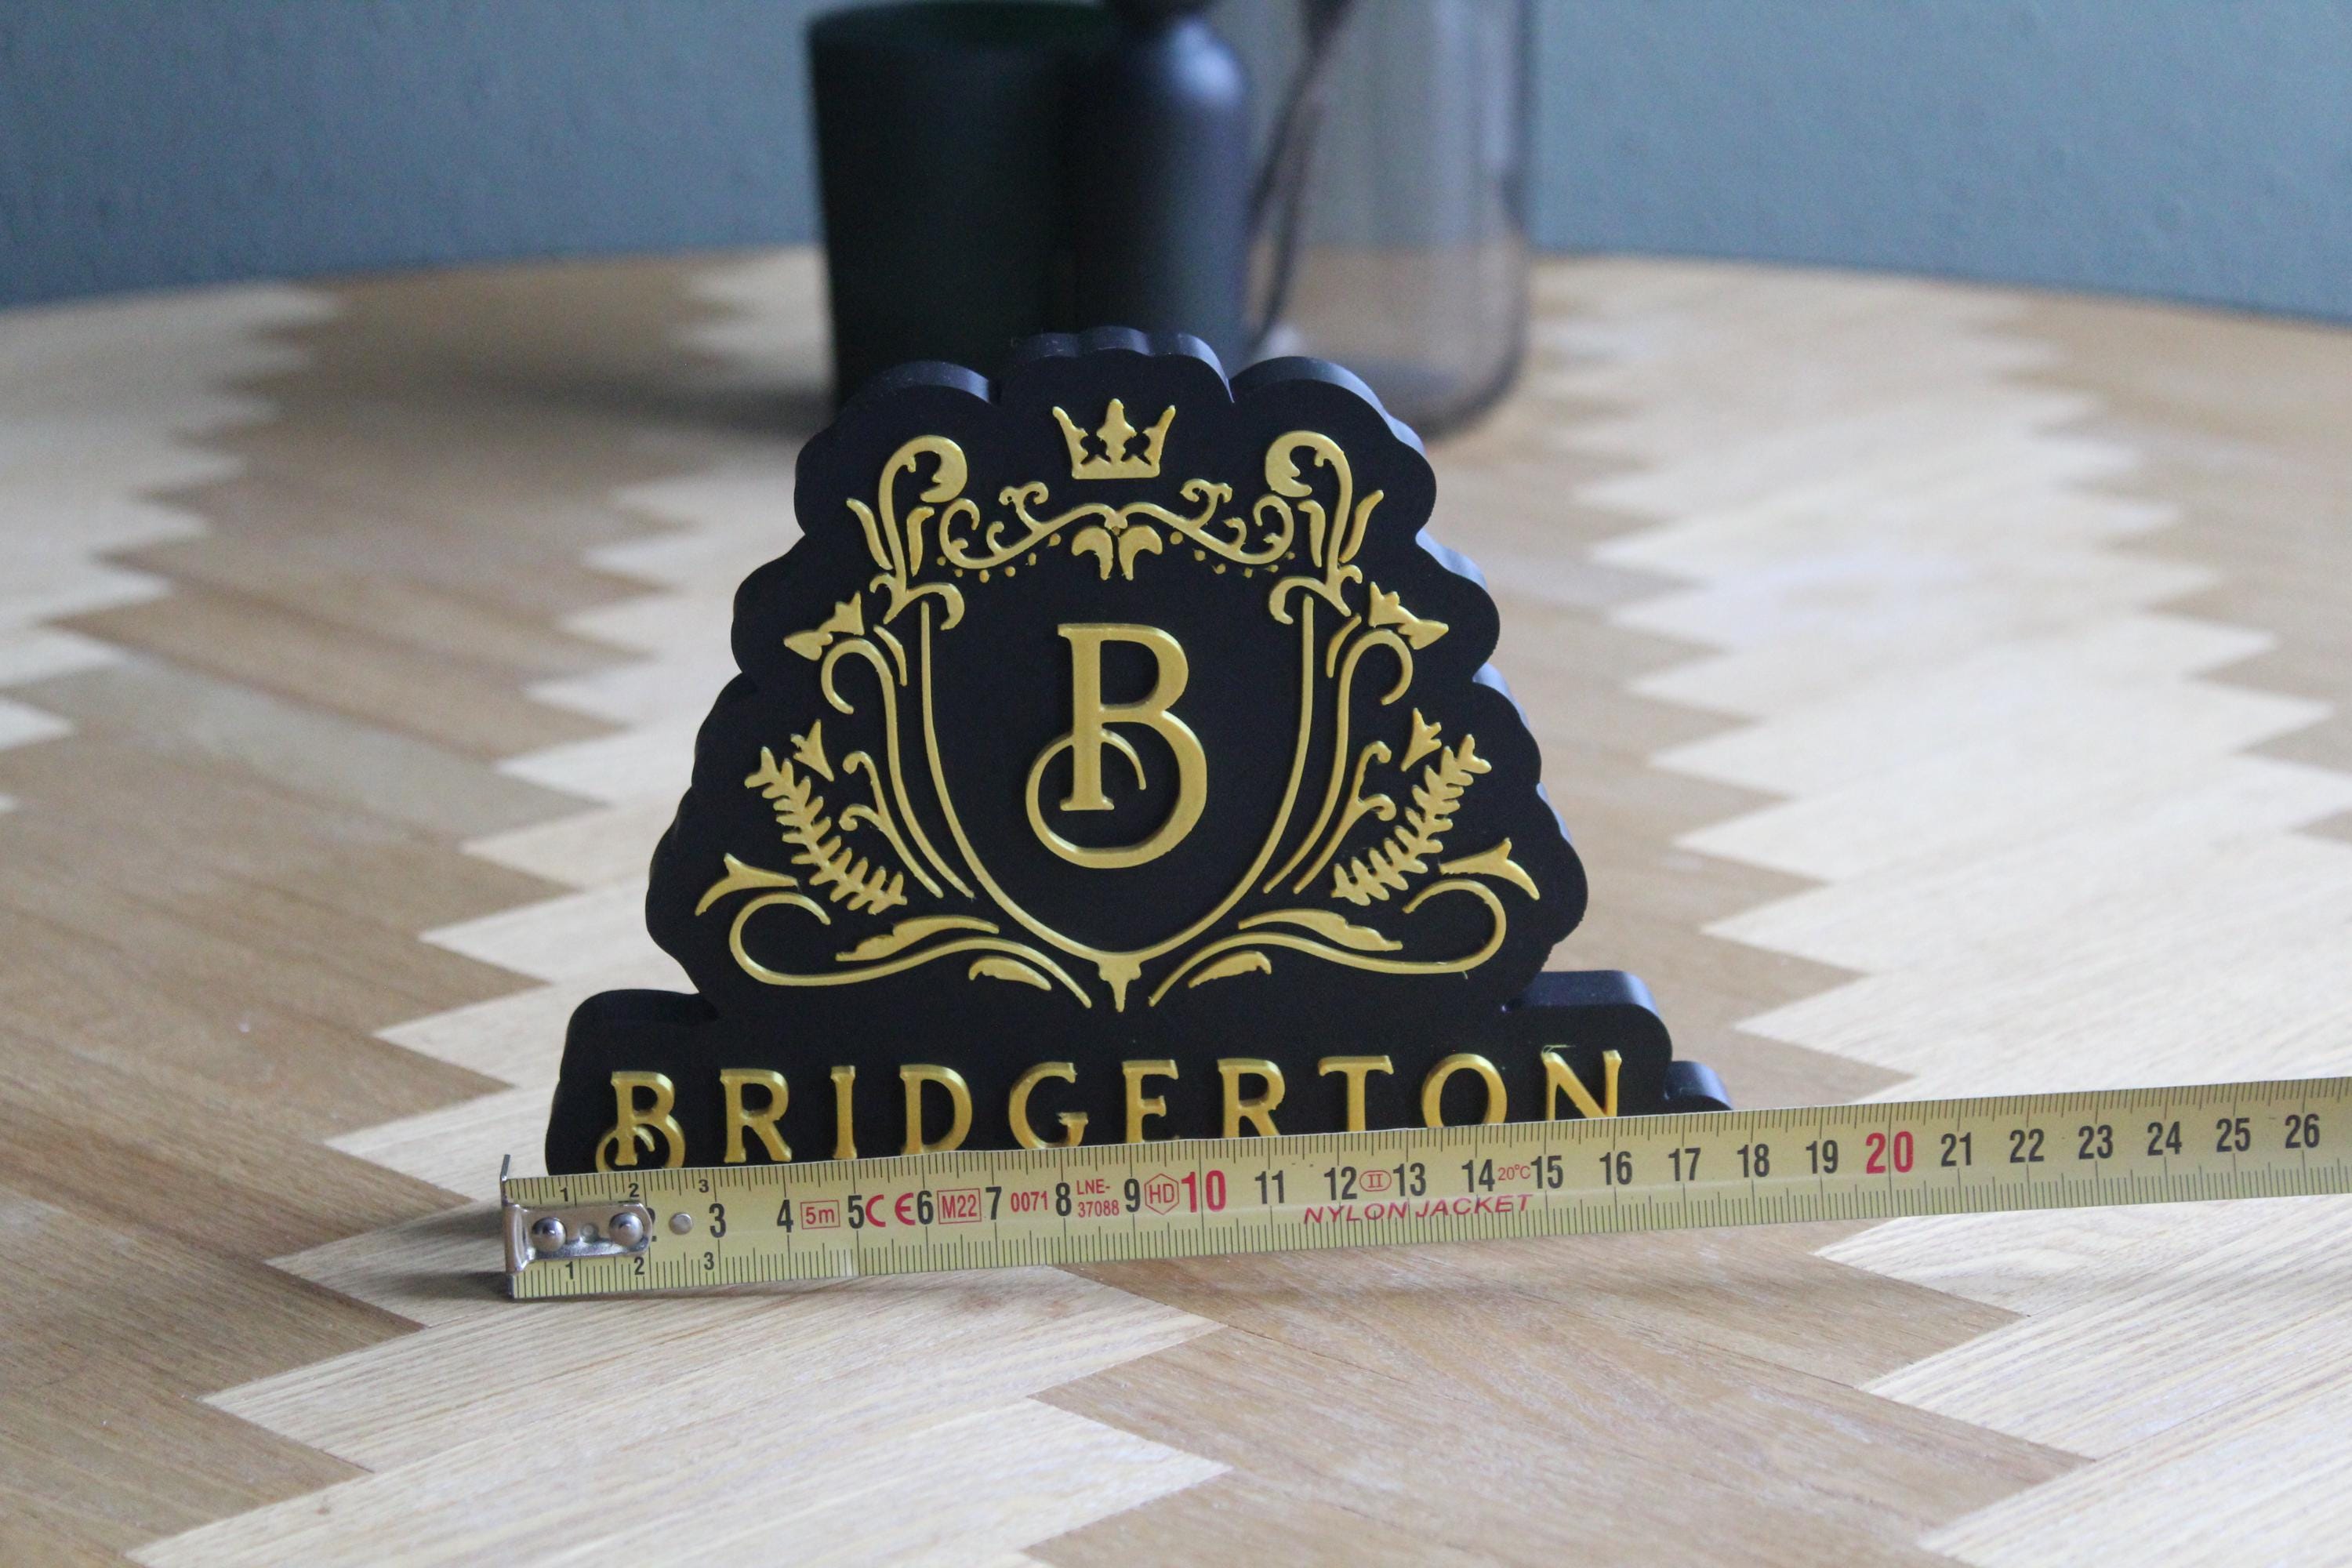 B
BRIDGERTON
1 2 3
2 3 4 5m 5 CE 6 M22 7 0071 8 LNE-37088 9 HD 10 11 12 II 13 14 20°C 15 16 17 18 19 20 21 22 23 24 25 26
NYLON JACKET
1 2 3